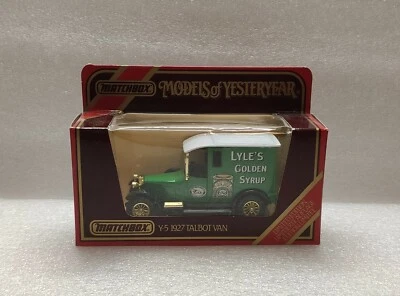 MATCHBOX
MODELS of YESTERYEAR
LYLE'S
GOLDEN
SYRUP
MATCHBOX
Y-5 1927 TALBOT VAN